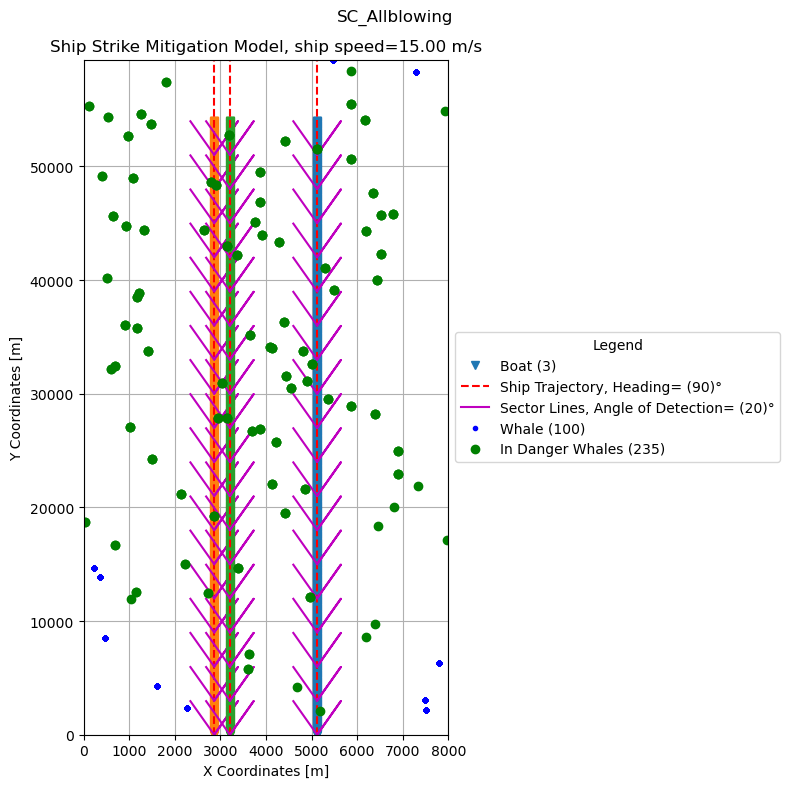 SC_Allblowing
Ship Strike Mitigation Model, ship speed=15.00 m/s
50000
40000
30000
20000
10000
0
Y Coordinates [m]
0 1000 2000 3000 4000 5000 6000 7000 8000
X Coordinates [m]
Legend
Boat (3)
Ship Trajectory, Heading= (90)°
Sector Lines, Angle of Detection= (20)°
Whale (100)
In Danger Whales (235)